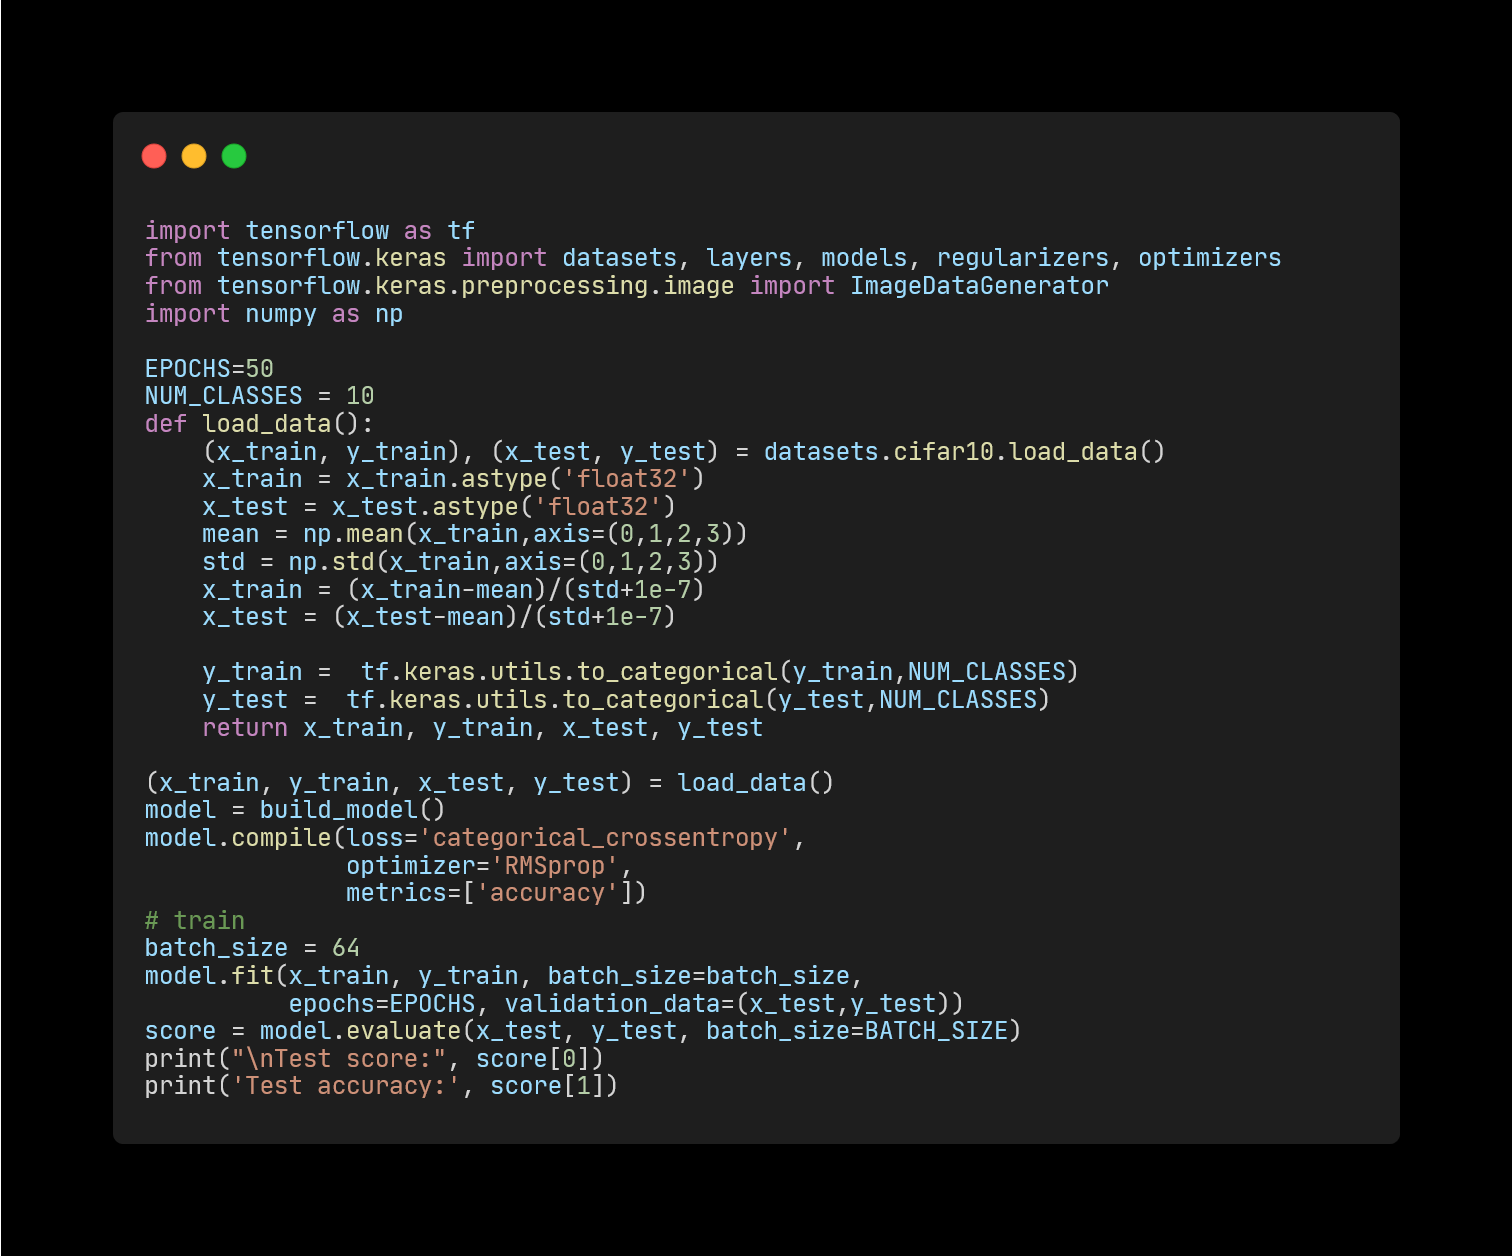 import tensorflow as tf
from tensorflow.keras import datasets, layers, models, regularizers, optimizers
from tensorflow.keras.preprocessing.image import ImageDataGenerator
import numpy as np

EPOCHS=50
NUM_CLASSES = 10
def load_data():
    (x_train, y_train), (x_test, y_test) = datasets.cifar10.load_data()
    x_train = x_train.astype('float32')
    x_test = x_test.astype('float32')
    mean = np.mean(x_train,axis=(0,1,2,3))
    std = np.std(x_train,axis=(0,1,2,3))
    x_train = (x_train-mean)/(std+1e-7)
    x_test = (x_test-mean)/(std+1e-7)

    y_train =  tf.keras.utils.to_categorical(y_train,NUM_CLASSES)
    y_test =  tf.keras.utils.to_categorical(y_test,NUM_CLASSES)
    return x_train, y_train, x_test, y_test

(x_train, y_train, x_test, y_test) = load_data()
model = build_model()
model.compile(loss='categorical_crossentropy',
              optimizer='RMSprop',
              metrics=['accuracy'])
# train
batch_size = 64
model.fit(x_train, y_train, batch_size=batch_size,
          epochs=EPOCHS, validation_data=(x_test,y_test))
score = model.evaluate(x_test, y_test, batch_size=BATCH_SIZE)
print("\nTest score:", score[0])
print('Test accuracy:', score[1])